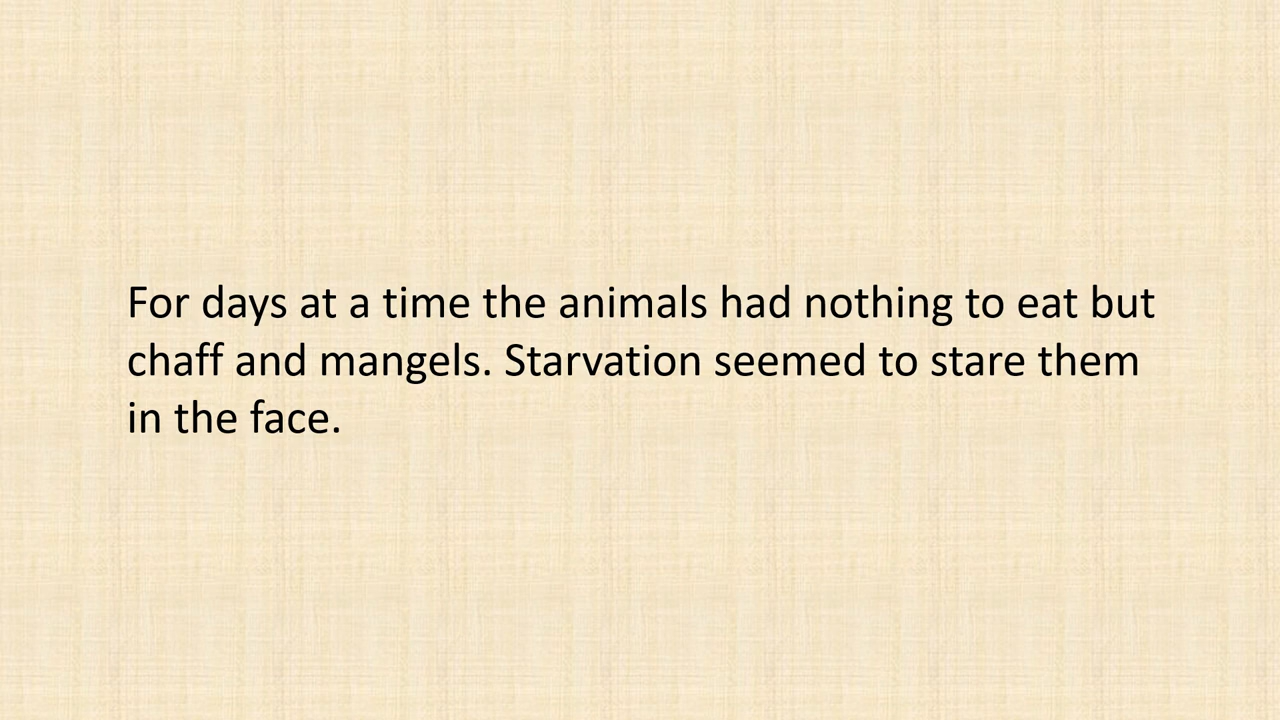 For days at a time the animals had nothing to eat but
chaff and mangels. Starvation seemed to stare them
in the face.